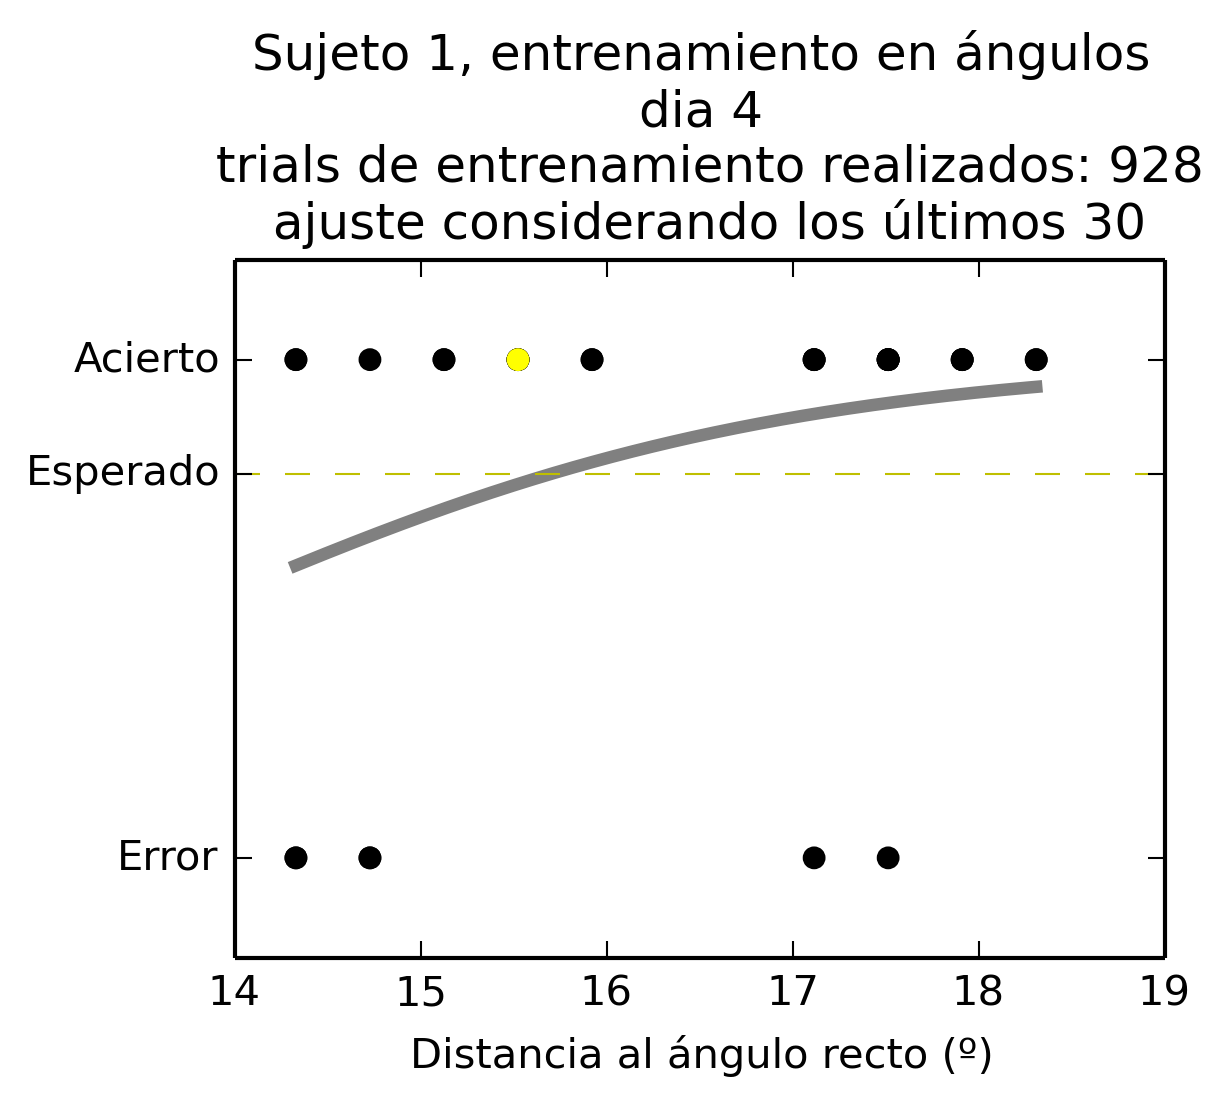 Sujeto 1, entrenamiento en ángulos
dia 4
trials de entrenamiento realizados: 928
ajuste considerando los últimos 30
Acierto
Esperado
Error
14 15 16 17 18 19
Distancia al ángulo recto (º)